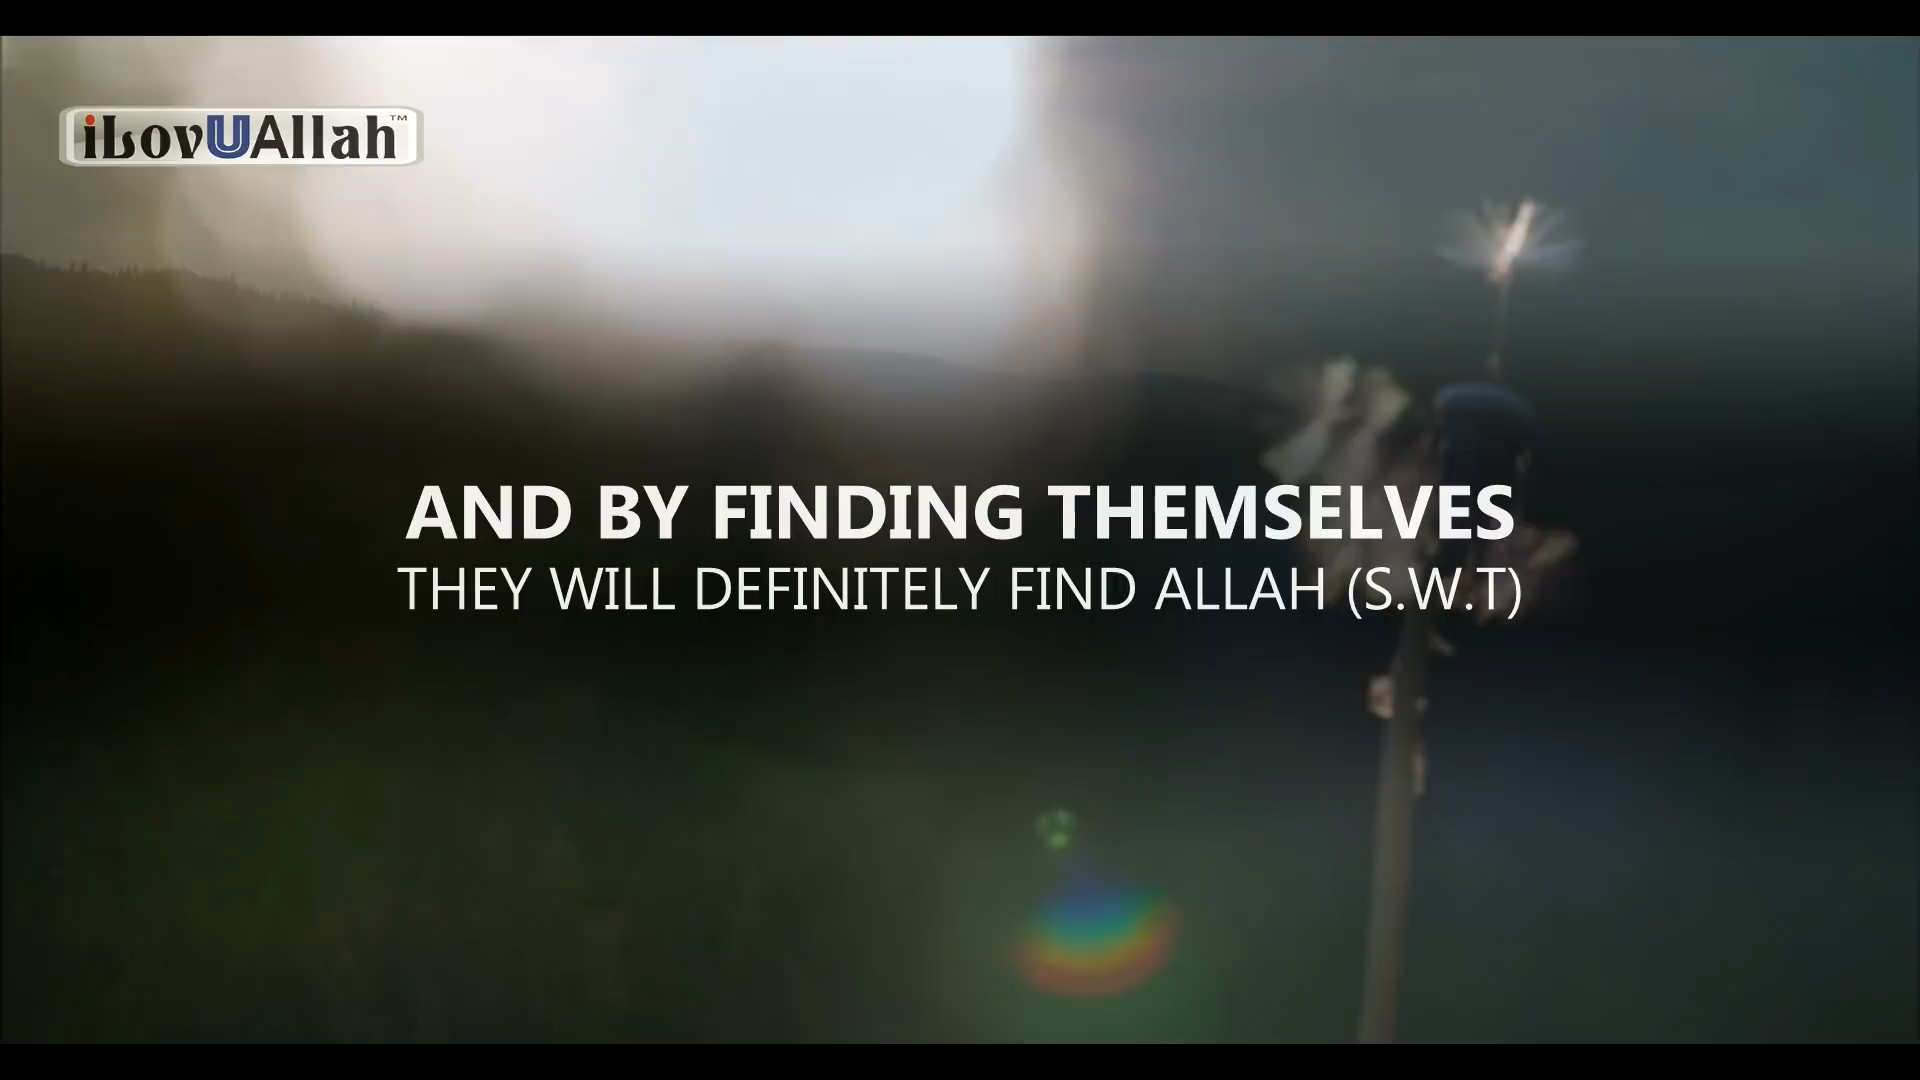 iLovUAllah™
AND BY FINDING THEMSELVES
THEY WILL DEFINITELY FIND ALLAH (S.W.T)